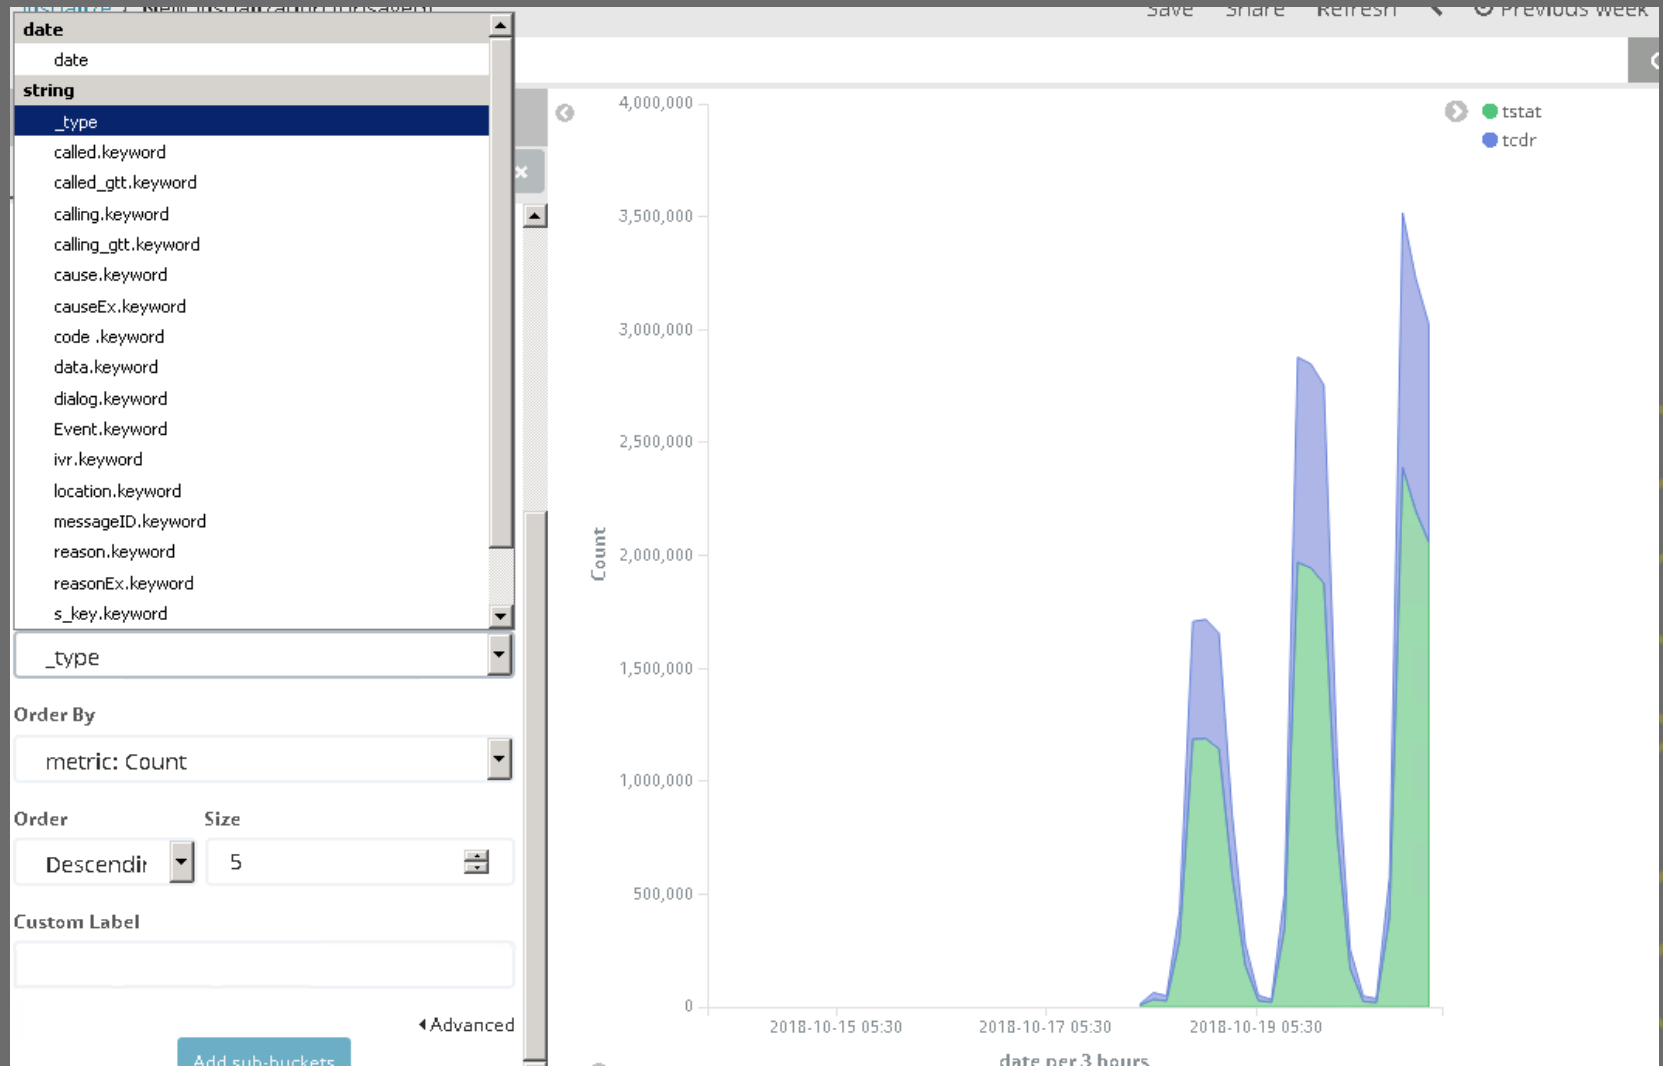 Save Share Refresh Previous Week
date
date
string
_type
called.keyword
called_gtt.keyword
calling.keyword
calling_gtt.keyword
cause.keyword
causeEx.keyword
code .keyword
data.keyword
dialog.keyword
Event.keyword
ivr.keyword
location.keyword
messageID.keyword
reason.keyword
reasonEx.keyword
s_key.keyword
_type
Order By
metric: Count
Order Size
Descendir 5
Custom Label
Advanced
Add sub-buckets
4,000,000
3,500,000
3,000,000
2,500,000
2,000,000
1,500,000
1,000,000
500,000
0
Count
2018-10-15 05:30 2018-10-17 05:30 2018-10-19 05:30
date per 3 hours
tstat
tcdr